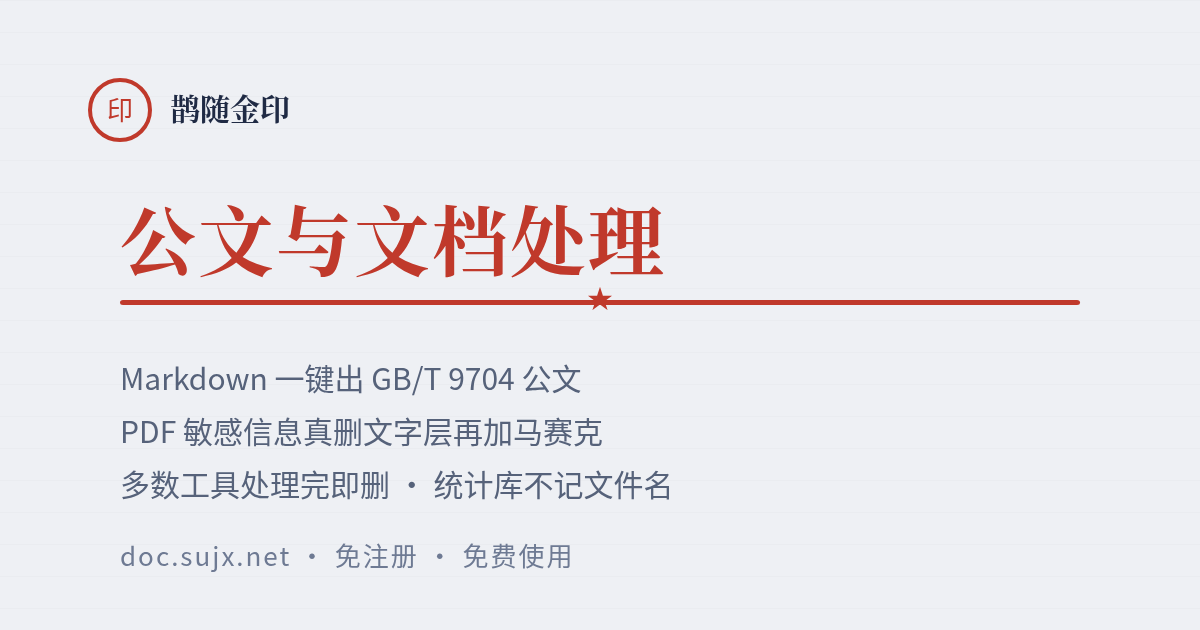 印 鹊随金印
公文与文档处理
Markdown 一键出 GB/T 9704 公文
PDF 敏感信息真删文字层再加马赛克
多数工具处理完即删 · 统计库不记文件名
doc.sujx.net · 免注册 · 免费使用